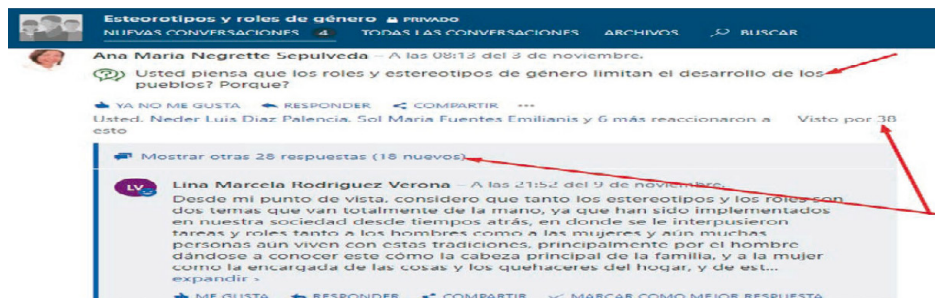 Esteorotipos y roles de género PRIVADO
NUEVAS CONVERSACIONES 4 TODAS LAS CONVERSACIONES ARCHIVOS BUSCAR
Ana Maria Negrette Sepulveda – A las 08:13 del 3 de noviembre.
Usted piensa que los roles y estereotipos de género limitan el desarrollo de los
pueblos? Porque?
YA NO ME GUSTA RESPONDER COMPARTIR ...
Usted, Neder Luis Diaz Palencia, Sol Maria Fuentes Emilianis y 6 más reaccionaron a Visto por 38
esto
Mostrar otras 28 respuestas (18 nuevos)
LV Lina Marcela Rodriguez Verona – A las 21:52 del 9 de noviembre.
Desde mi punto de vista, considero que tanto los estereotipos y los roles son
dos temas que van totalmente de la mano, ya que han sido implementados
en nuestra sociedad desde tiempos atrás, en donde se le interpusieron
tareas y roles tanto a los hombres como a las mujeres y aún muchas
personas aun viven con estas tradiciones, principalmente por el hombre
dándose a conocer este cómo la cabeza principal de la familia, y a la mujer
como la encargada de las cosas y los quehaceres del hogar, y de est...
expandir ›
ME GUSTA RESPONDER COMPARTIR MARCAR COMO MEJOR RESPUESTA